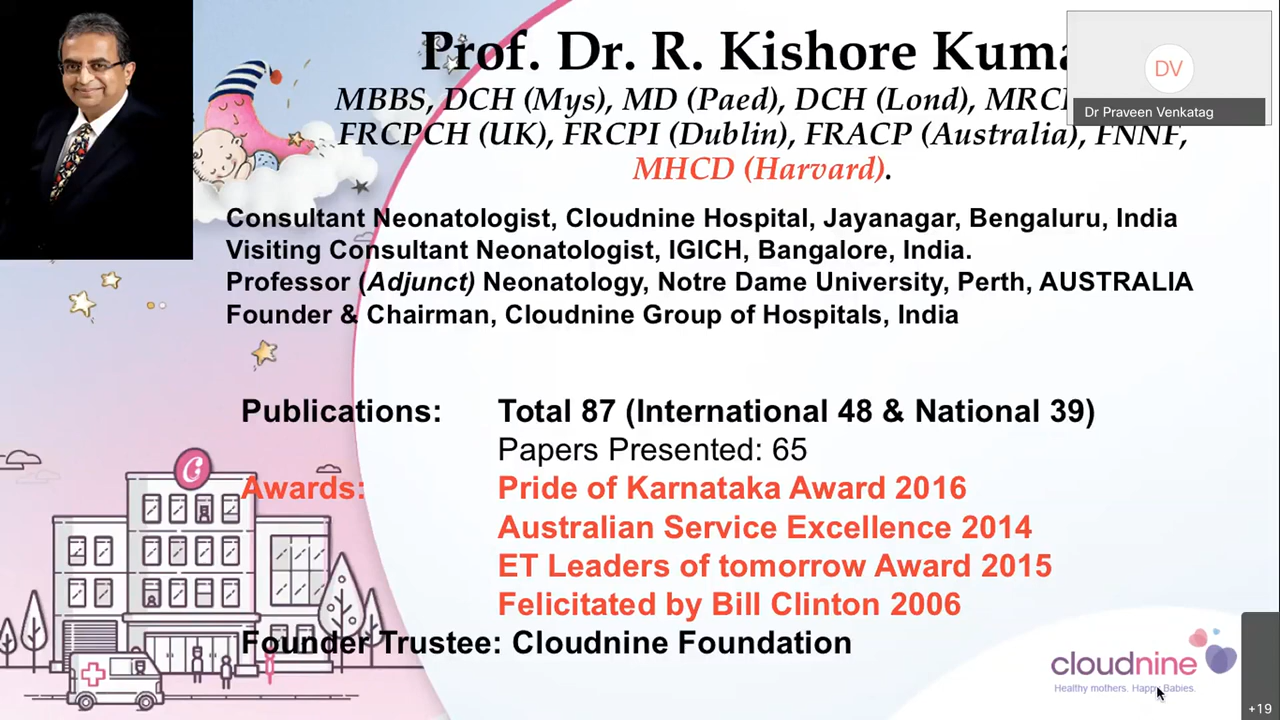 Prof. Dr. R. Kishore
DV
Dr Praveen Venkatag
MBBS, DCH (Mys), MD (Paed), DCH (Lond),
FRCPCH (UK), FRCPI (Dublin), FRACP (Australia), FNNF,
MHCD (Harvard).
Consultant Neonatologist, Cloudnine Hospital, Jayanagar, Bengaluru, India
Visiting Consultant Neonatologist, IGICH, Bangalore, India.
Professor (Adjunct) Neonatology, Notre Dame University, Perth, AUSTRALIA
Founder & Chairman, Cloudnine Group of Hospitals, India
Publications: Total 87 (International 48 & National 39)
Papers Presented: 65
Awards: Pride of Karnataka Award 2016
Australian Service Excellence 2014
ET Leaders of tomorrow Award 2015
Felicitated by Bill Clinton 2006
Founder Trustee: Cloudnine Foundation
cloudnine
Healthy mothers. Happy Babies.
+19